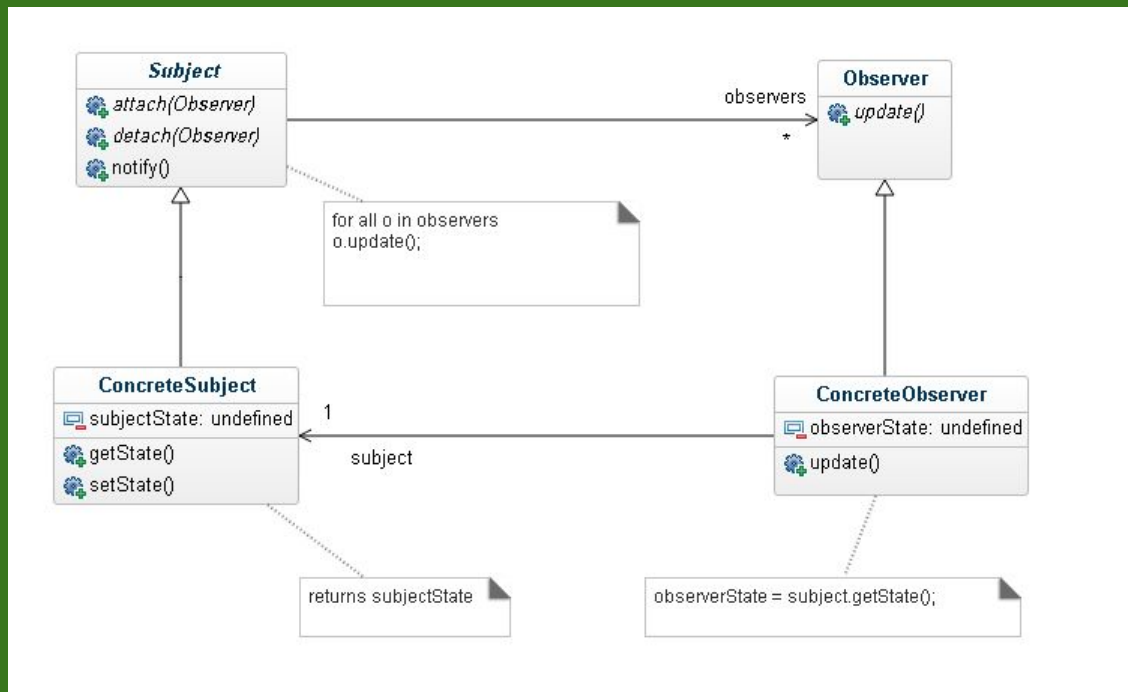 Subject
attach(Observer)
detach(Observer)
notify()
observers
*
Observer
update()
for all o in observers
o.update();
ConcreteSubject
subjectState: undefined
getState()
setState()
1
subject
ConcreteObserver
observerState: undefined
update()
returns subjectState
observerState = subject.getState();